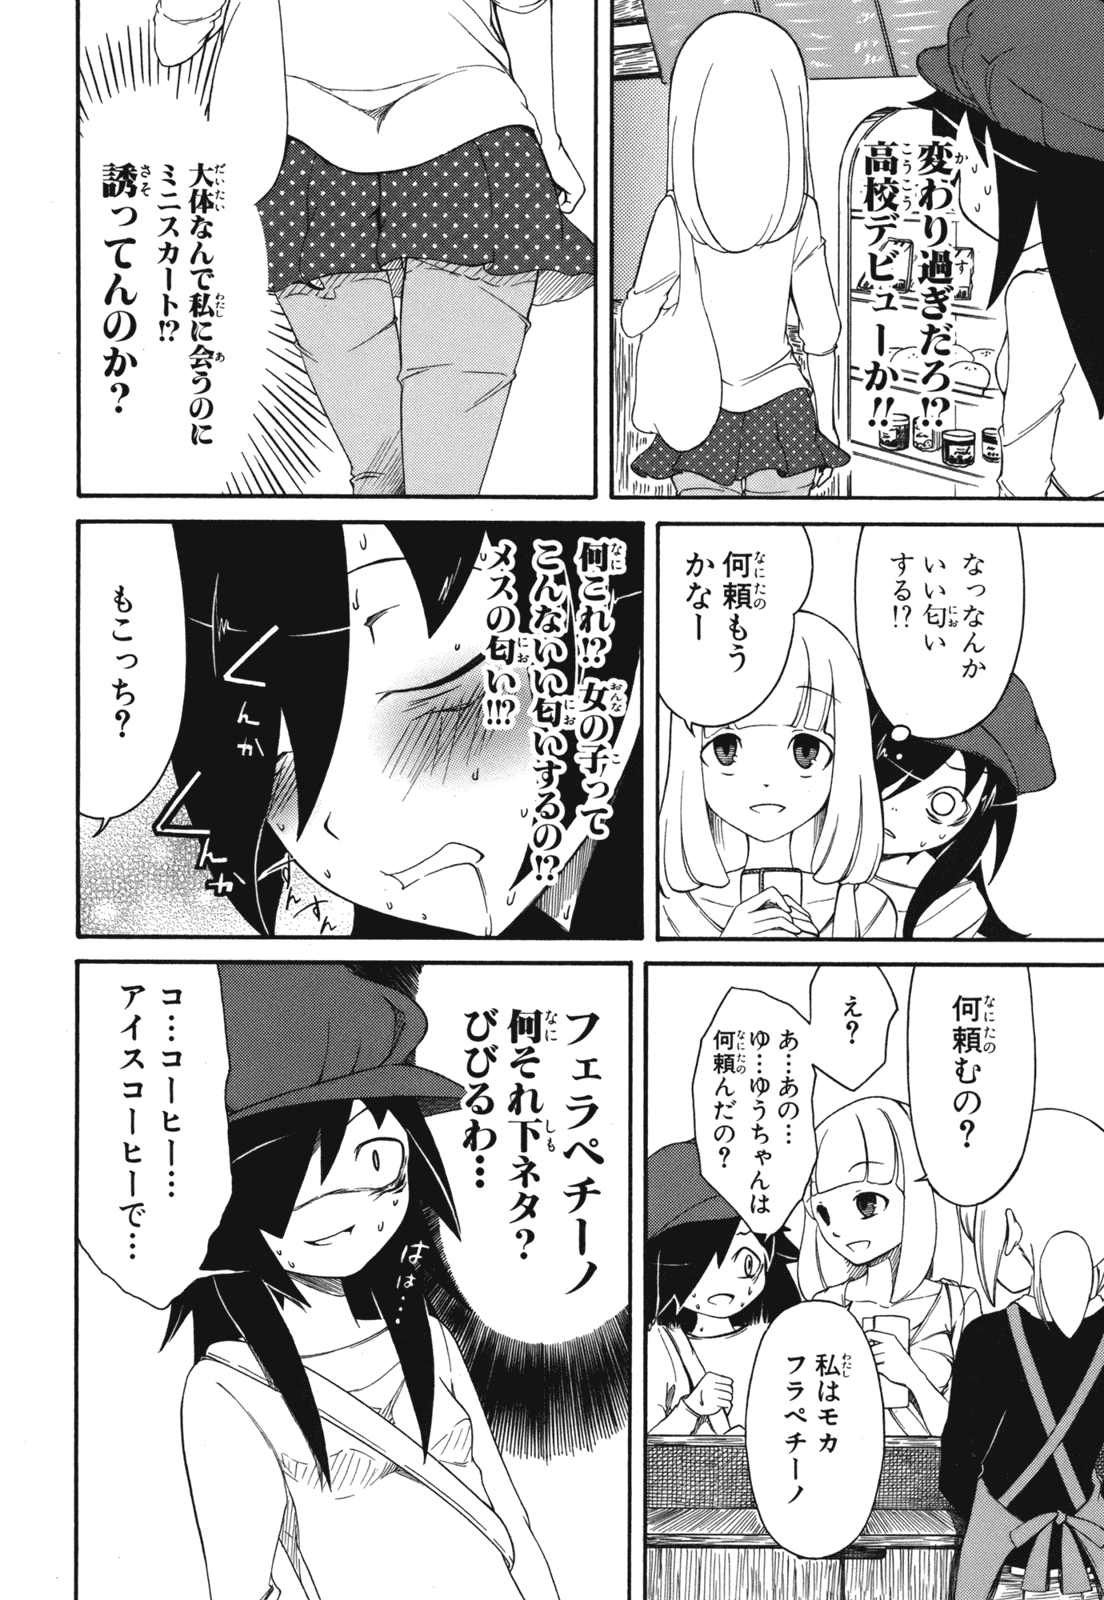 変わり過ぎだろ!?
高校デビューか!!
大体なんで私に会うのに
ミニスカート!?
誘ってんのか?
なっなんか
いい匂い
する!?
何頼もう
かなー
何これ!?女の子って
こんないい匂いするの!?
メスの匂い!!?
くんか
くんか
すんすん
もこっち?
何頼むの?
え?
あ…あの…
ゆ…ゆうちゃんは
何頼んだの?
私はモカ
フラペチーノ
フェラペチーノ
何それ下ネタ?
びびるわ…
はは…
コ…コーヒー…
アイスコーヒーで…